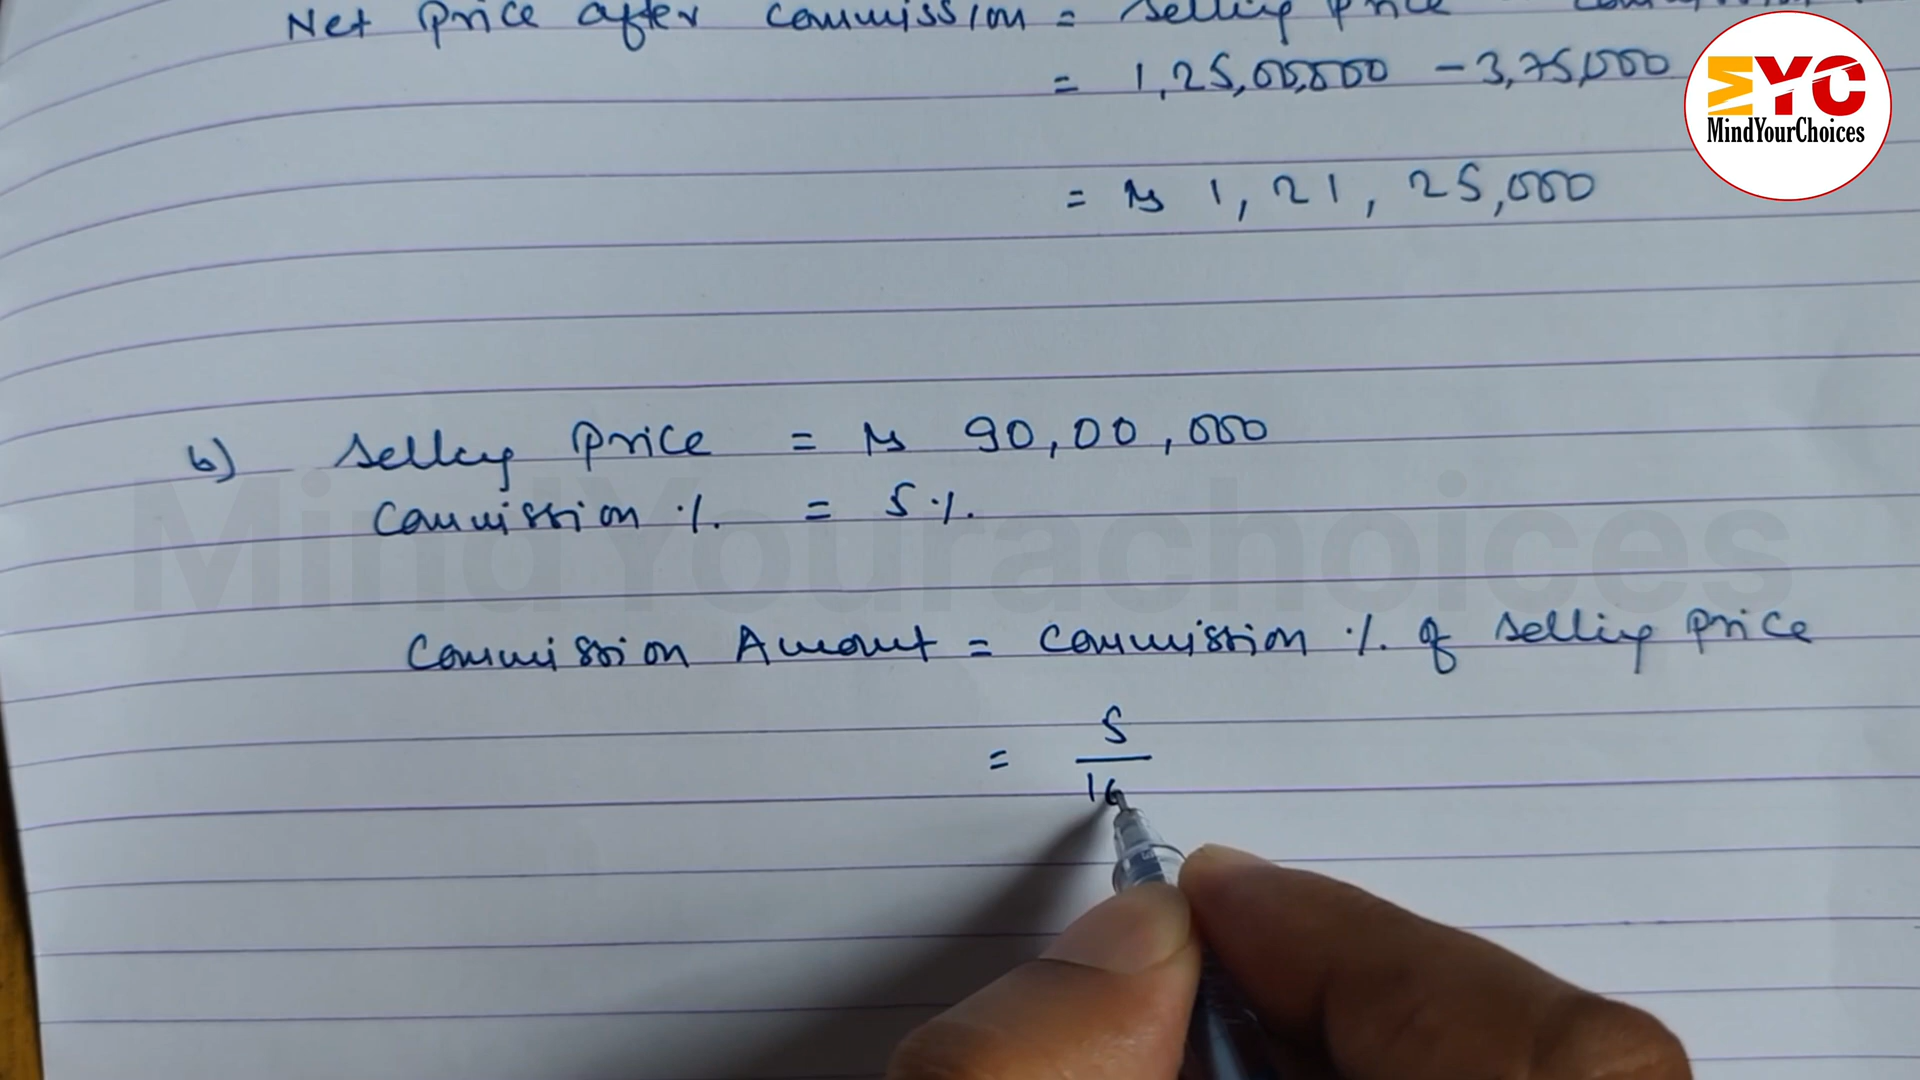 Net price after commission = selling price
= 1,25,00,000 - 3,75,000
= Rs 1, 21, 25,000
MYC
MindYourChoices
b) selling price = Rs 90,00,000
Commission % = 5%
MindYourachoices
Commission Amount = Commission % of selling price
= 5
10